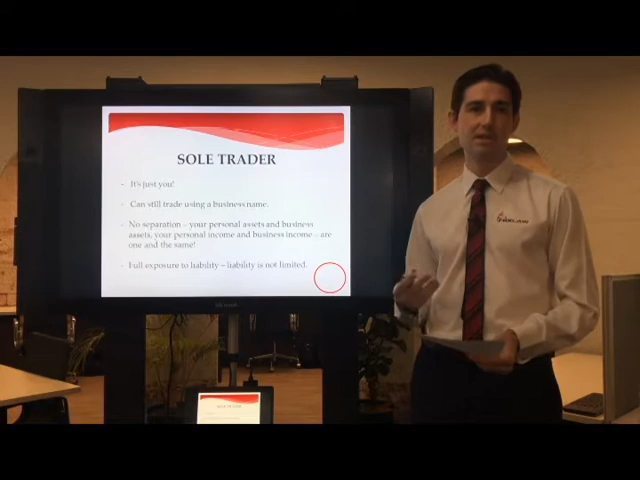 SOLE TRADER
- It's just you!
- Can still trade using a business name.
- No separation – your personal assets and business
assets, your personal income and business income – are
one and the same!
- Full exposure to liability – liability is not limited.
SOLE TRADER